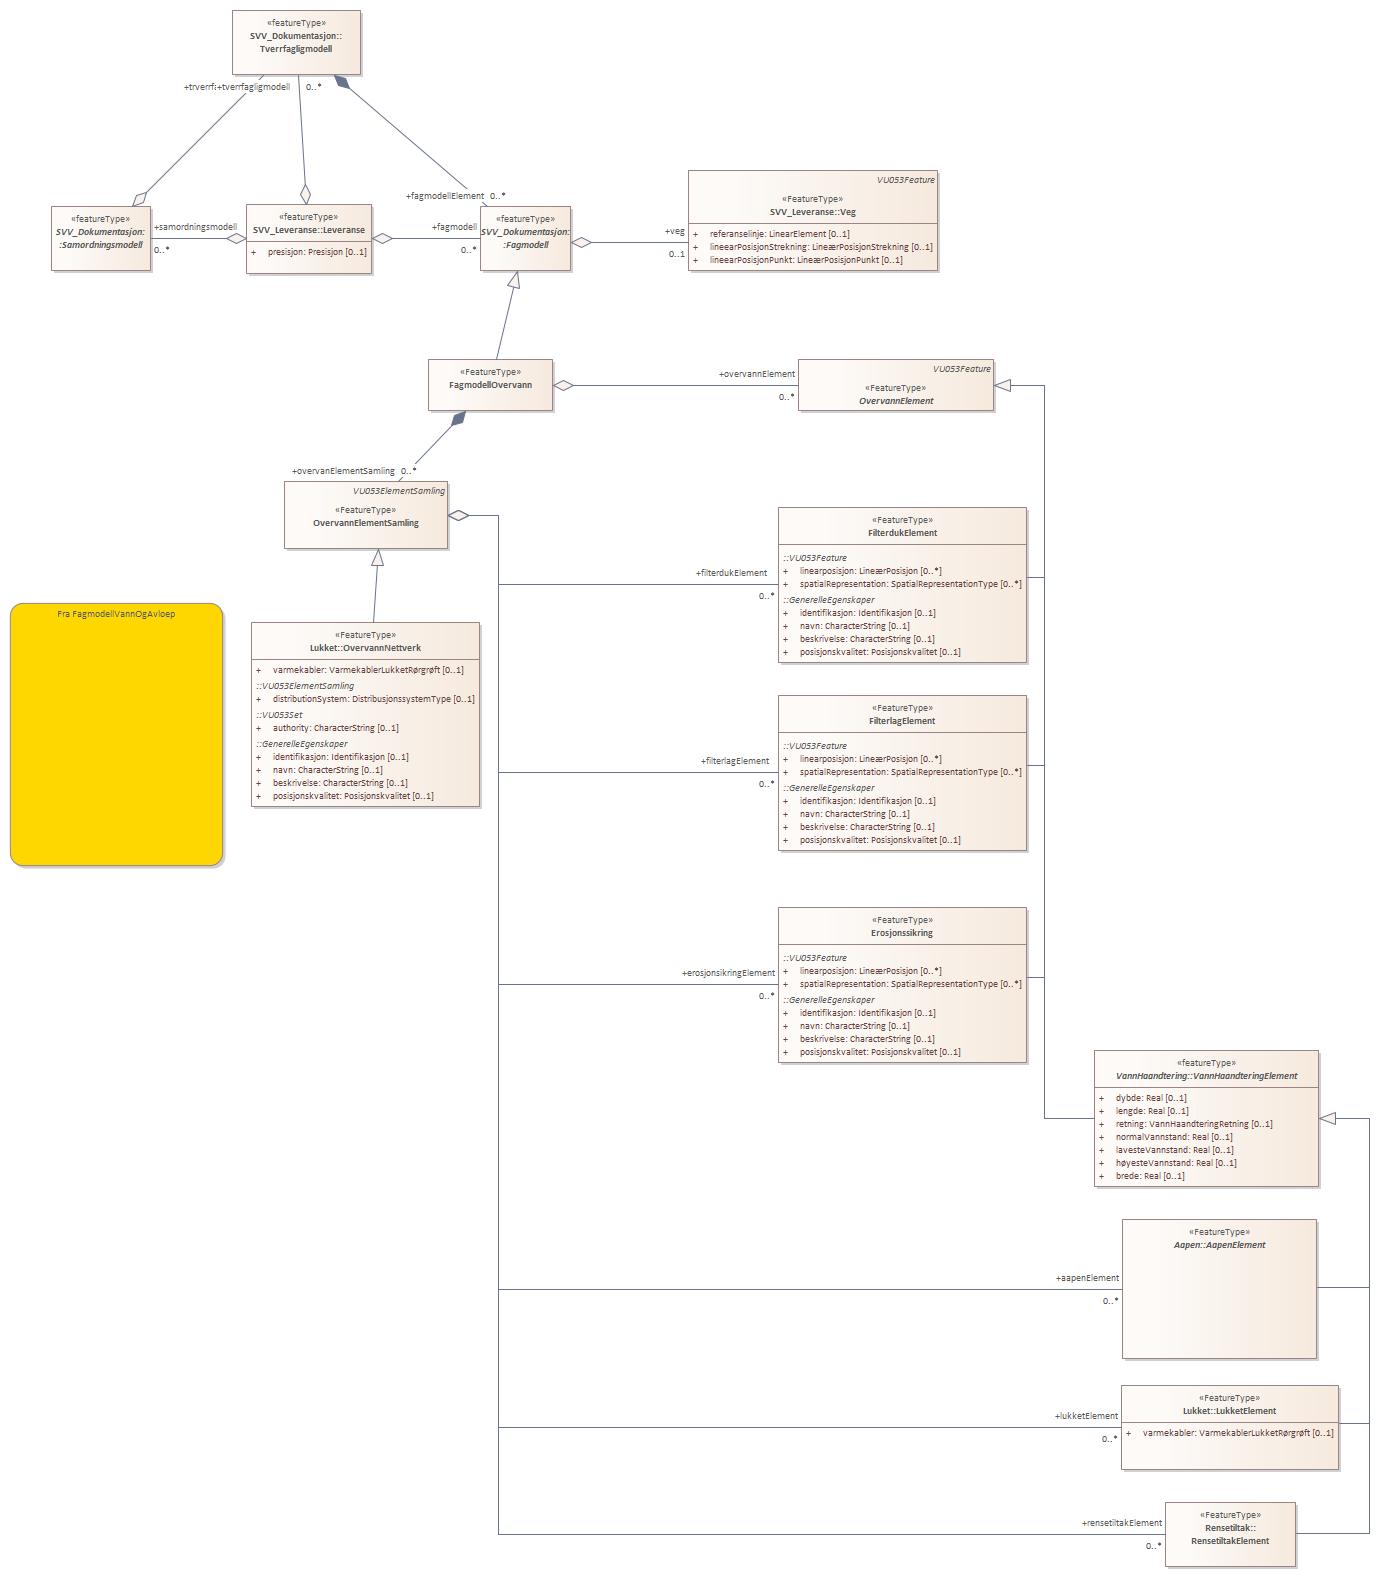 «featureType»
SVV_Dokumentasjon::
Tverrfagligmodell
+trverrfa
+tverrfagligmodell
0..*
+fagmodellElement 0..*
«featureType»
SVV_Dokumentasjon:
:Samordningsmodell
+samordningsmodell
0..*
«featureType»
SVV_Leveranse::Leveranse
+ presisjon: Presisjon [0..1]
+fagmodell
0..*
«featureType»
SVV_Dokumentasjon:
:Fagmodell
+veg
0..1
VU053Feature
«featureType»
SVV_Leveranse::Veg
+ referanselinje: LinearElement [0..1]
+ lineearPosisjonStrekning: LineærPosisjonStrekning [0..1]
+ lineearPosisjonPunkt: LineærPosisjonPunkt [0..1]
«FeatureType»
FagmodellOvervann
+overvannElement
0..*
VU053Feature
«FeatureType»
OvervannElement
+overvanElementSamling 0..*
VU053ElementSamling
«FeatureType»
OvervannElementSamling
+filterdukElement
0..*
«FeatureType»
FilterdukElement
::VU053Feature
+ linearposisjon: LineærPosisjon [0..*]
+ spatialRepresentation: SpatialRepresentationType [0..*]
::GenerelleEgenskaper
+ identifikasjon: Identifikasjon [0..1]
+ navn: CharacterString [0..1]
+ beskrivelse: CharacterString [0..1]
+ posisjonskvalitet: Posisjonskvalitet [0..1]
Fra FagmodellVannOgAvloep
«FeatureType»
Lukket::OvervannNettverk
+ varmekabler: VarmekablerLukketRørgrøft [0..1]
::VU053ElementSamling
+ distributionSystem: DistribusjonssystemType [0..1]
::VU053Set
+ authority: CharacterString [0..1]
::GenerelleEgenskaper
+ identifikasjon: Identifikasjon [0..1]
+ navn: CharacterString [0..1]
+ beskrivelse: CharacterString [0..1]
+ posisjonskvalitet: Posisjonskvalitet [0..1]
+filterlagElement
0..*
«FeatureType»
FilterlagElement
::VU053Feature
+ linearposisjon: LineærPosisjon [0..*]
+ spatialRepresentation: SpatialRepresentationType [0..*]
::GenerelleEgenskaper
+ identifikasjon: Identifikasjon [0..1]
+ navn: CharacterString [0..1]
+ beskrivelse: CharacterString [0..1]
+ posisjonskvalitet: Posisjonskvalitet [0..1]
+erosjonsikringElement
0..*
«FeatureType»
Erosjonssikring
::VU053Feature
+ linearposisjon: LineærPosisjon [0..*]
+ spatialRepresentation: SpatialRepresentationType [0..*]
::GenerelleEgenskaper
+ identifikasjon: Identifikasjon [0..1]
+ navn: CharacterString [0..1]
+ beskrivelse: CharacterString [0..1]
+ posisjonskvalitet: Posisjonskvalitet [0..1]
«featureType»
VannHaandtering::VannHaandteringElement
+ dybde: Real [0..1]
+ lengde: Real [0..1]
+ retning: VannHaandteringRetning [0..1]
+ normalVannstand: Real [0..1]
+ lavesteVannstand: Real [0..1]
+ høyesteVannstand: Real [0..1]
+ brede: Real [0..1]
+aapenElement
0..*
«FeatureType»
Aapen::AapenElement
+lukketElement
0..*
«FeatureType»
Lukket::LukketElement
+ varmekabler: VarmekablerLukketRørgrøft [0..1]
+rensetiltakElement
0..*
«FeatureType»
Rensetiltak::
RensetiltakElement